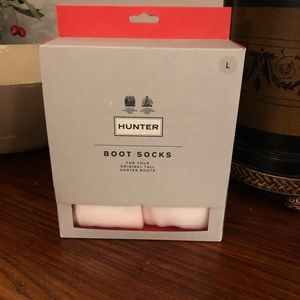 L
HUNTER
BOOT SOCKS
FOR YOUR
ORIGINAL TALL
HUNTER BOOTS